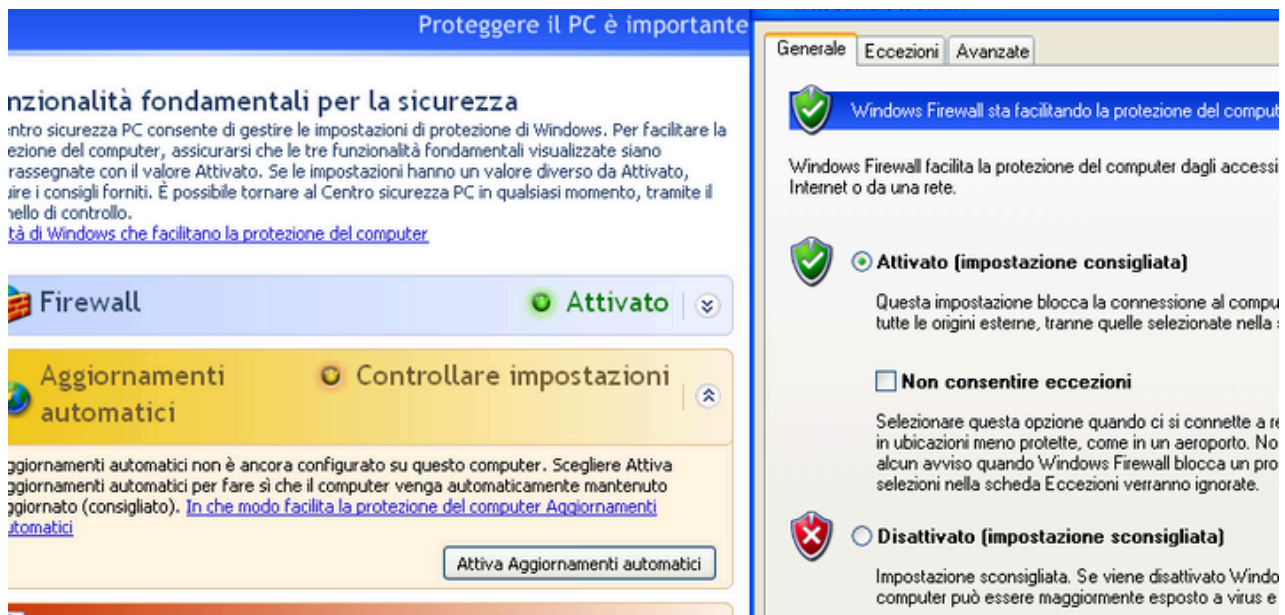 Proteggere il PC è importante
nzionalità fondamentali per la sicurezza
entro sicurezza PC consente di gestire le impostazioni di protezione di Windows. Per facilitare la
ezione del computer, assicurarsi che le tre funzionalità fondamentali visualizzate siano
rassegnate con il valore Attivato. Se le impostazioni hanno un valore diverso da Attivato,
uire i consigli forniti. È possibile tornare al Centro sicurezza PC in qualsiasi momento, tramite il
nello di controllo.
tà di Windows che facilitano la protezione del computer
Firewall
Attivato
Aggiornamenti
automatici
Controllare impostazioni
ggiornamenti automatici non è ancora configurato su questo computer. Scegliere Attiva
ggiornamenti automatici per fare sì che il computer venga automaticamente mantenuto
ggiornato (consigliato). In che modo facilita la protezione del computer Aggiornamenti
utomatici
Attiva Aggiornamenti automatici
Generale
Eccezioni
Avanzate
Windows Firewall sta facilitando la protezione del comput
Windows Firewall facilita la protezione del computer dagli accessi
Internet o da una rete.
Attivato (impostazione consigliata)
Questa impostazione blocca la connessione al compu
tutte le origini esterne, tranne quelle selezionate nella
Non consentire eccezioni
Selezionare questa opzione quando ci si connette a re
in ubicazioni meno protette, come in un aeroporto. No
alcun avviso quando Windows Firewall blocca un pro
selezioni nella scheda Eccezioni verranno ignorate.
Disattivato (impostazione sconsigliata)
Impostazione sconsigliata. Se viene disattivato Windo
computer può essere maggiormente esposto a virus e